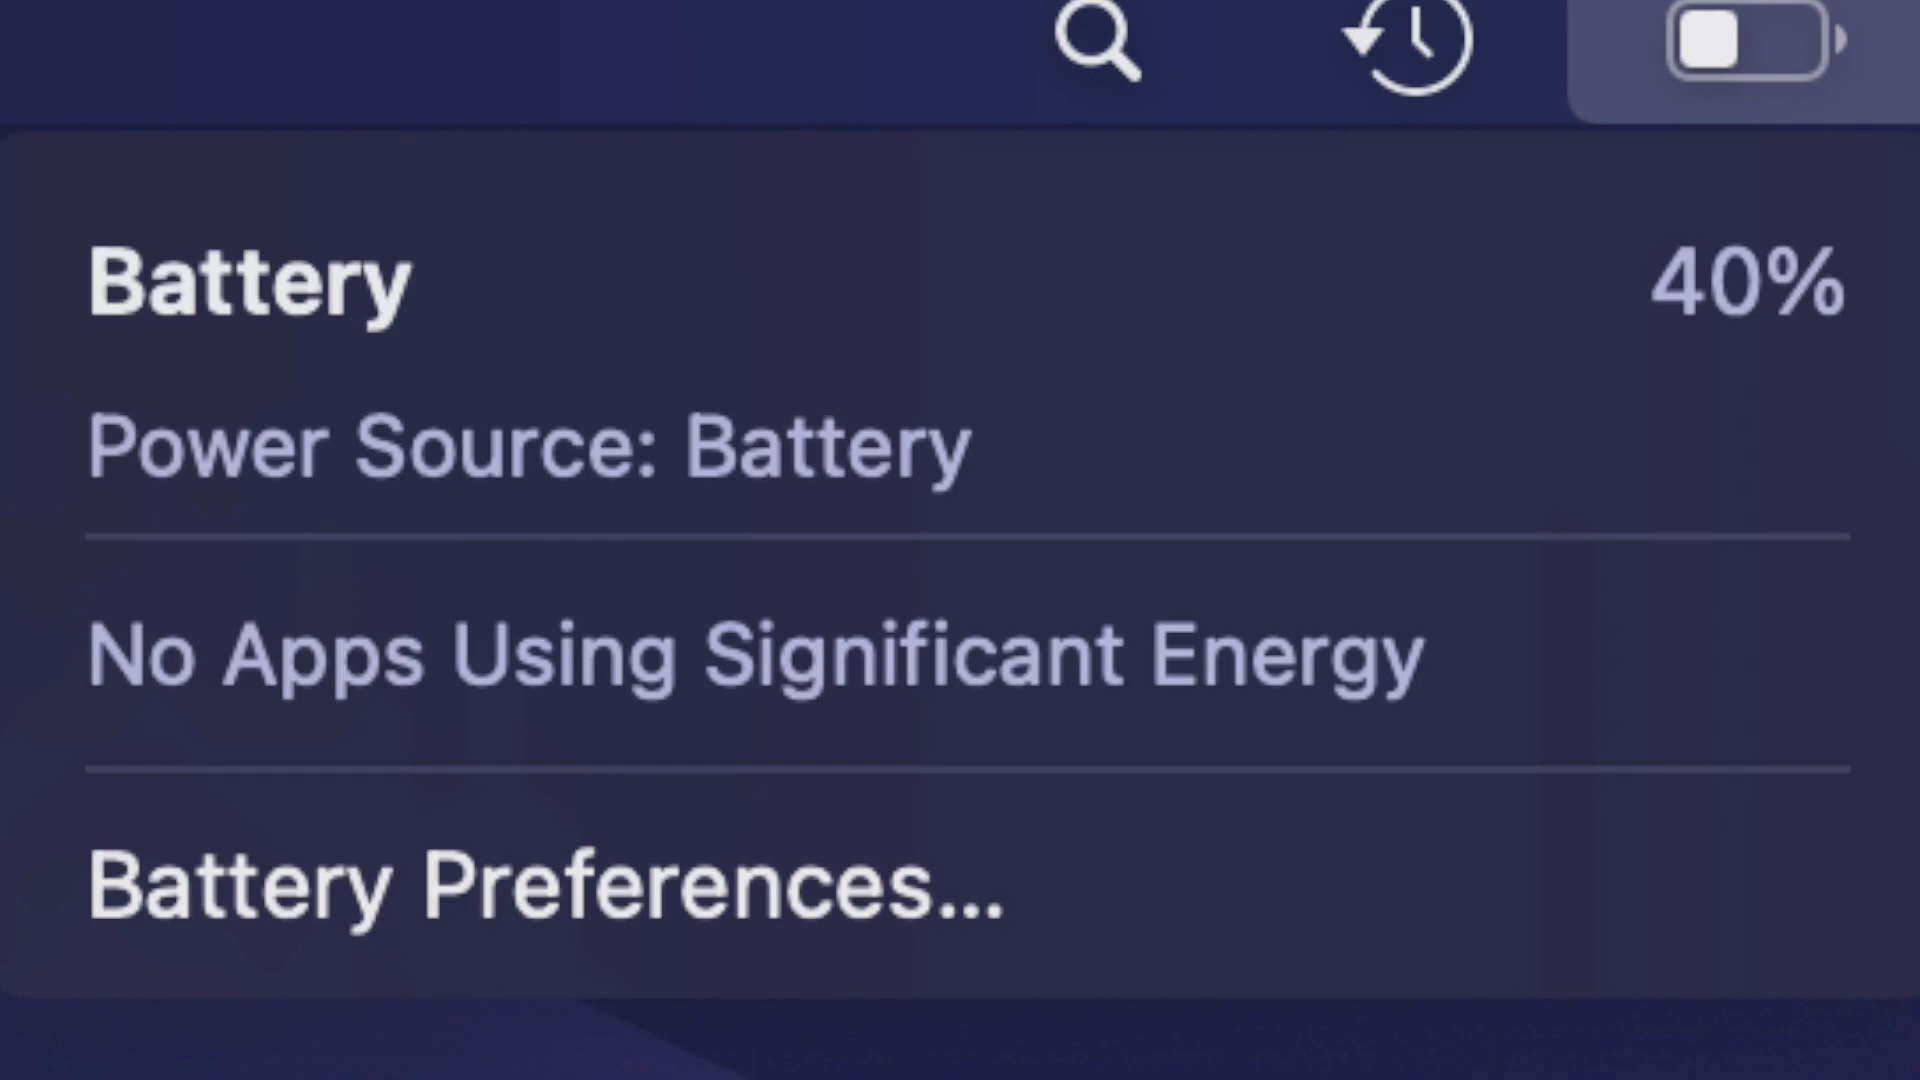 Battery 40%
Power Source: Battery
No Apps Using Significant Energy
Battery Preferences...